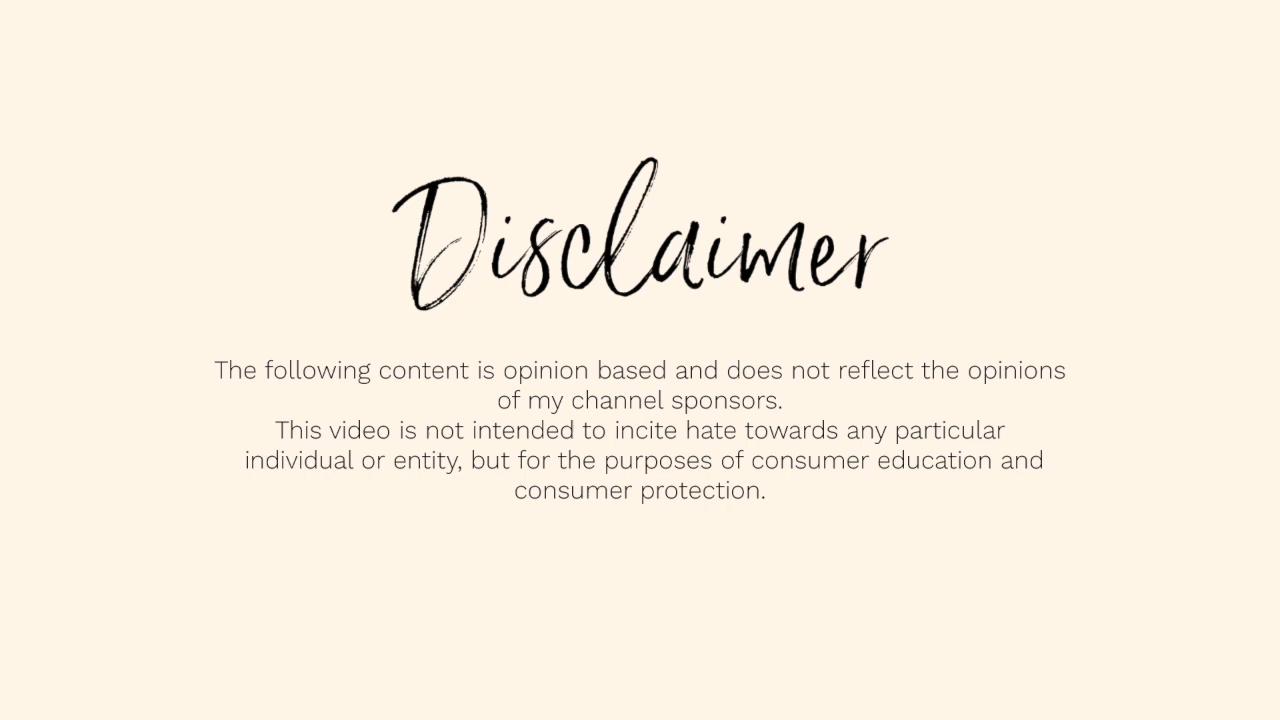 Disclaimer
The following content is opinion based and does not reflect the opinions
of my channel sponsors.
This video is not intended to incite hate towards any particular
individual or entity, but for the purposes of consumer education and
consumer protection.